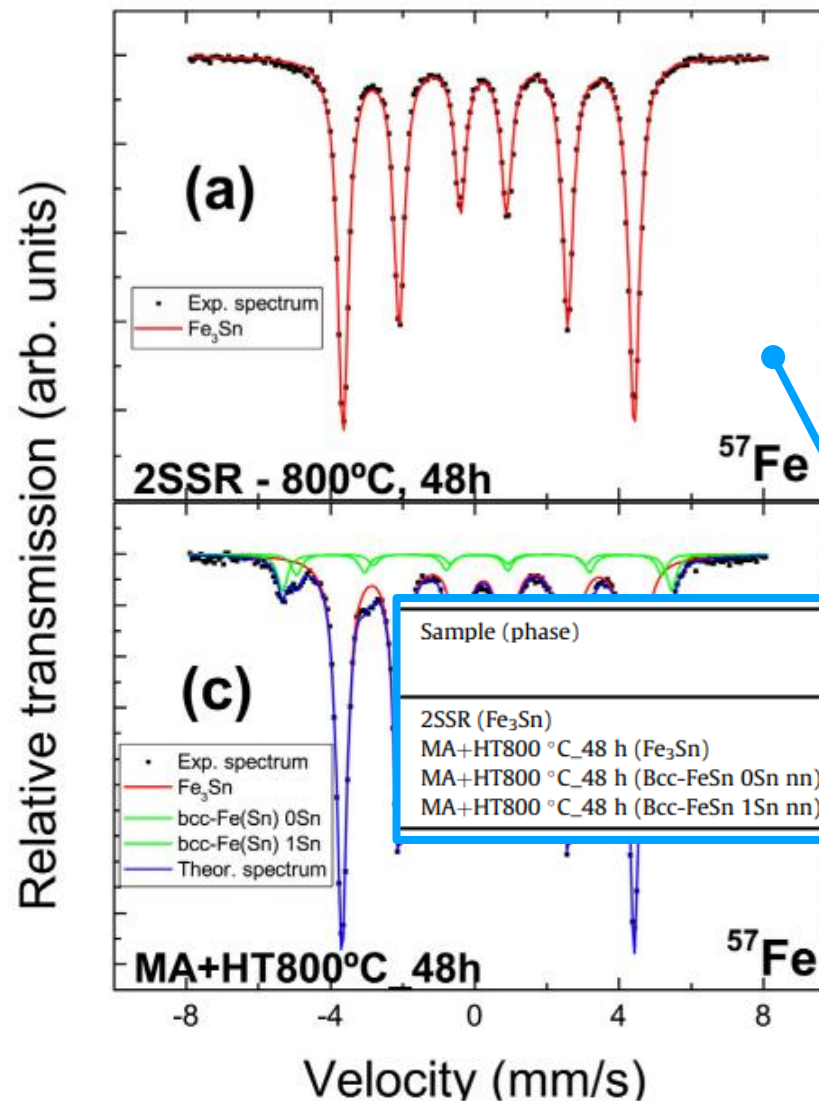 Relative transmission (arb. units)
(a)
Exp. spectrum
Fe₃Sn
2SSR - 800ºC, 48h
⁵⁷Fe
(c)
Exp. spectrum
Fe₃Sn
bcc-Fe(Sn) 0Sn
bcc-Fe(Sn) 1Sn
Theor. spectrum
MA+HT800ºC_48h
⁵⁷Fe
Sample (phase)
2SSR (Fe₃Sn)
MA+HT800 °C_48 h (Fe₃Sn)
MA+HT800 °C_48 h (Bcc-FeSn 0Sn nn)
MA+HT800 °C_48 h (Bcc-FeSn 1Sn nn)
-8 -4 0 4 8
Velocity (mm/s)